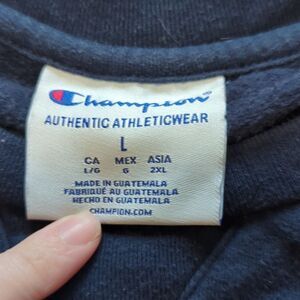 Champion
AUTHENTIC ATHLETICWEAR
L
CA MEX ASIA
L/G G 2XL
MADE IN GUATEMALA
FABRIQUÉ AU GUATEMALA
HECHO EN GUATEMALA
CHAMPION.COM